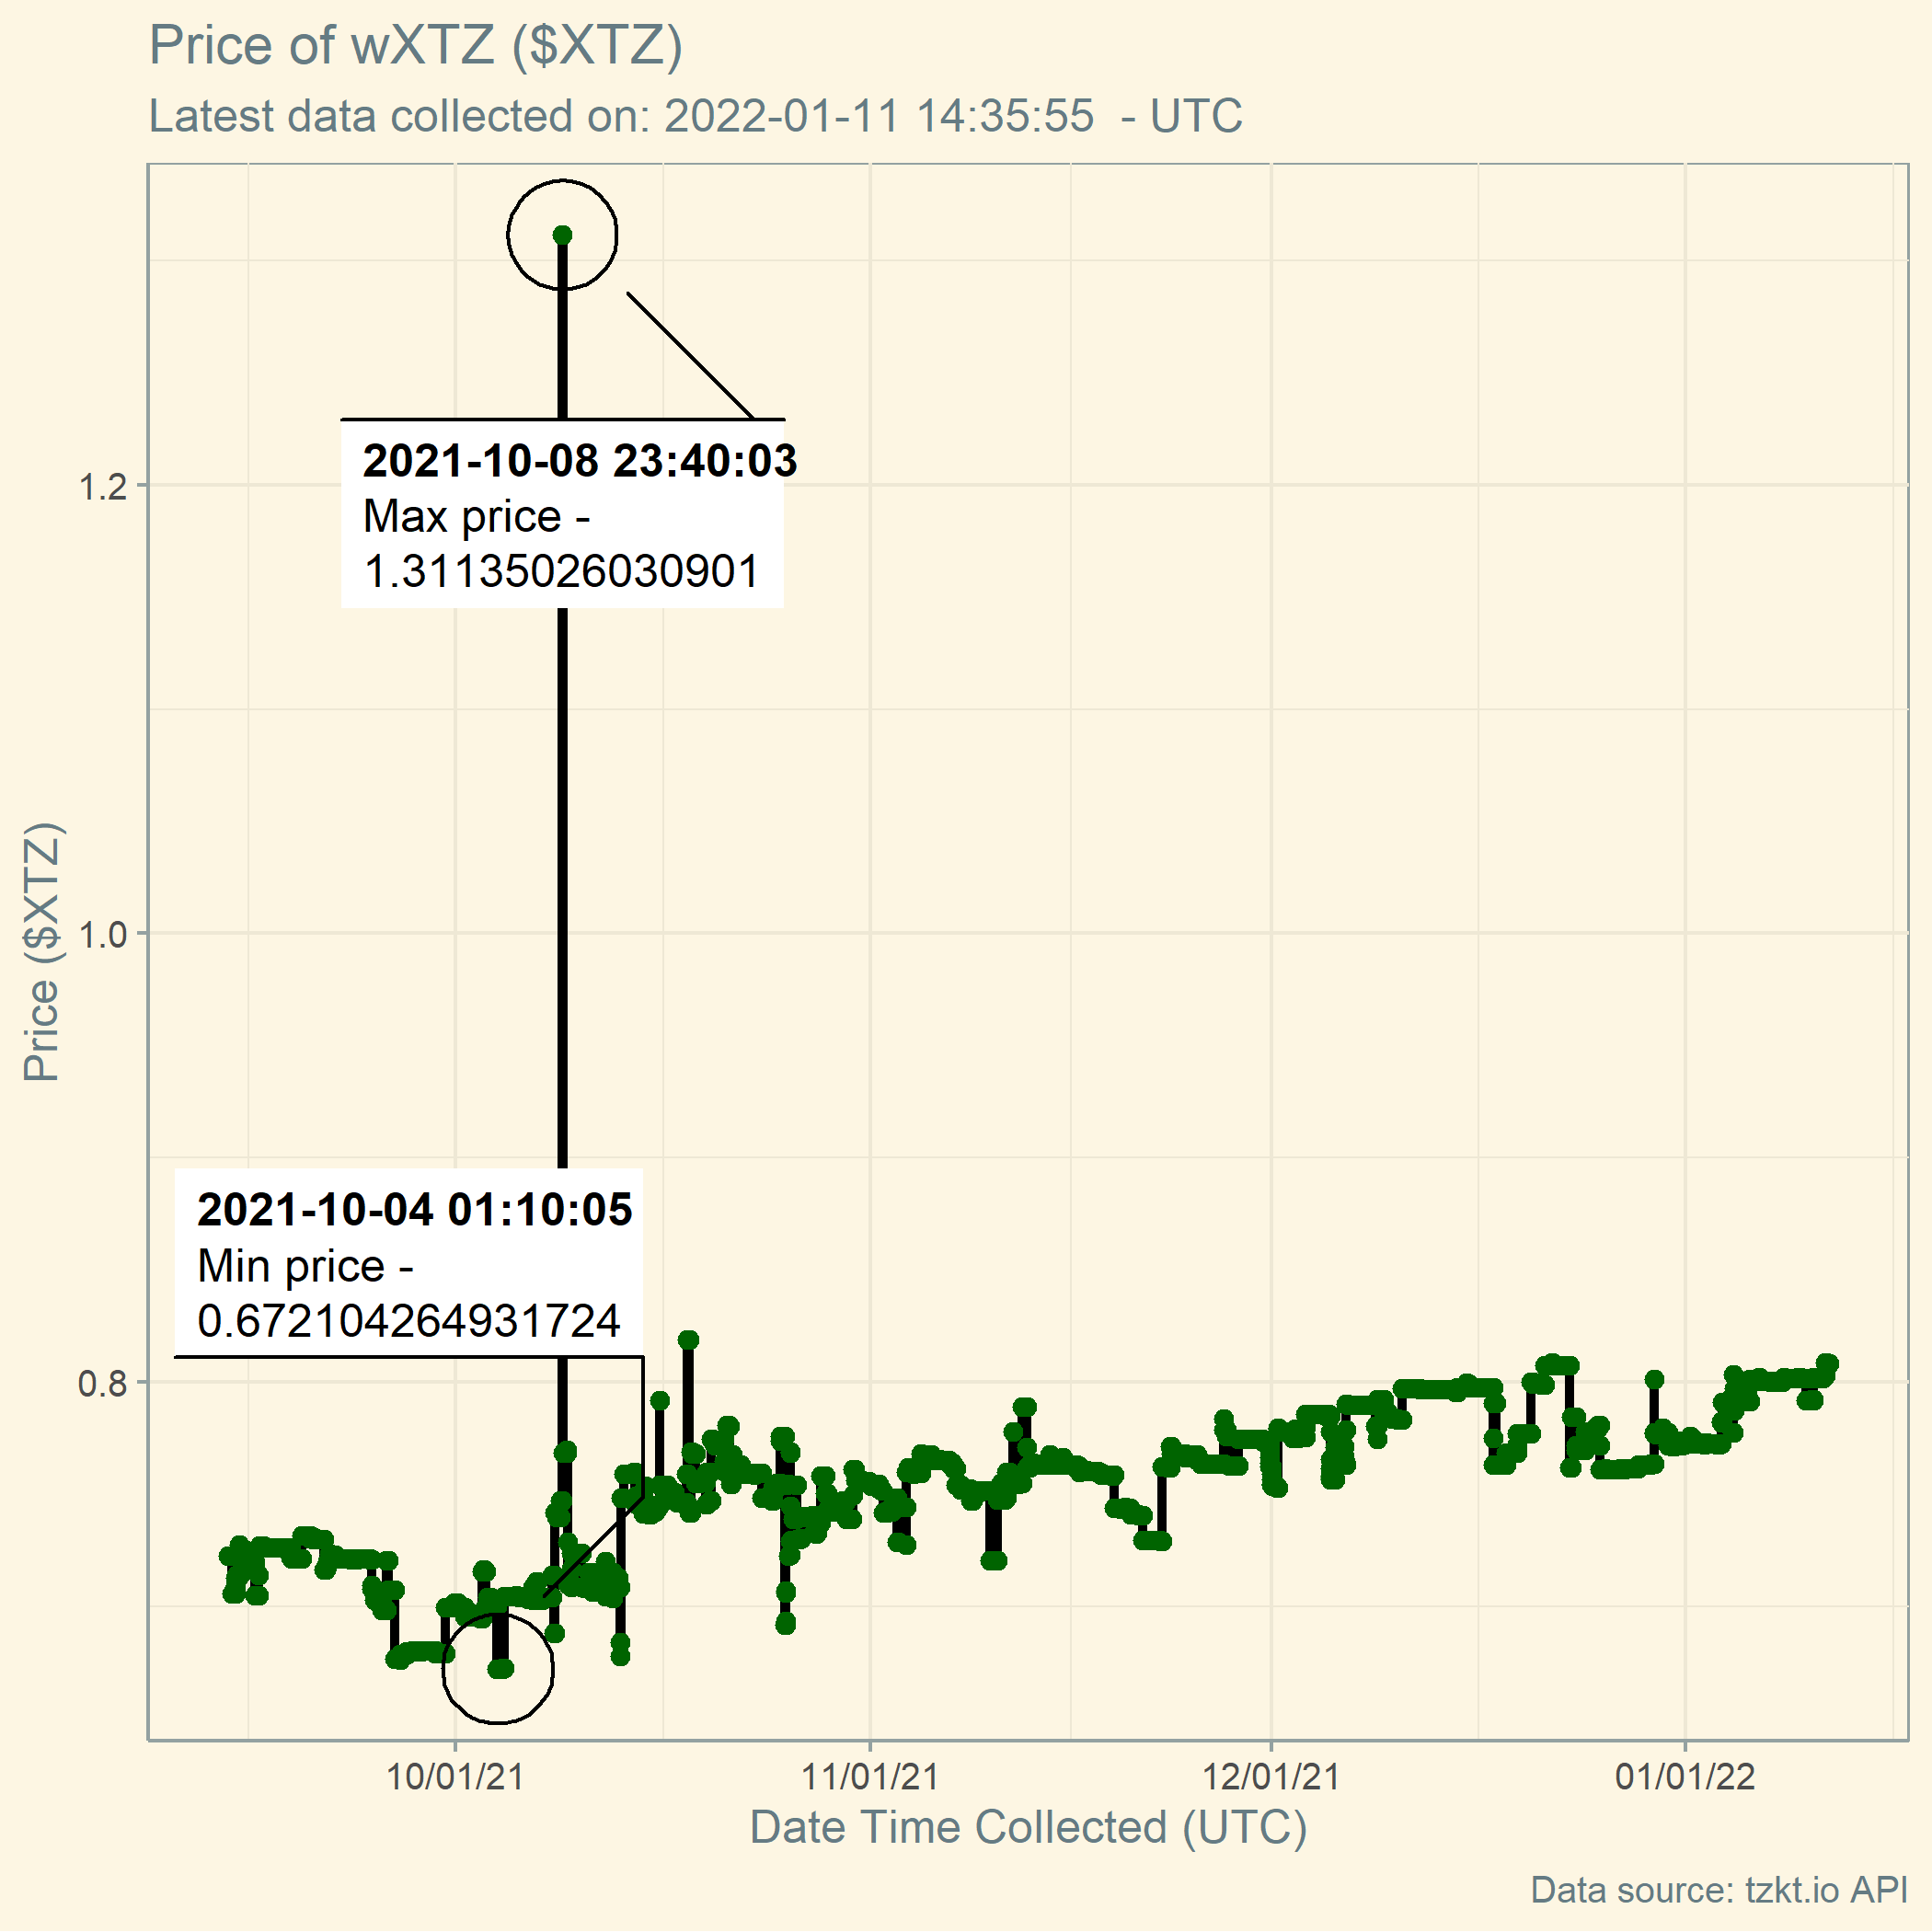 Price of wXTZ ($XTZ)
Latest data collected on: 2022-01-11 14:35:55  - UTC
2021-10-08 23:40:03
Max price -
1.31135026030901
1.2
1.0
Price ($XTZ)
2021-10-04 01:10:05
Min price -
0.672104264931724
0.8
10/01/21
11/01/21
12/01/21
01/01/22
Date Time Collected (UTC)
Data source: tzkt.io API